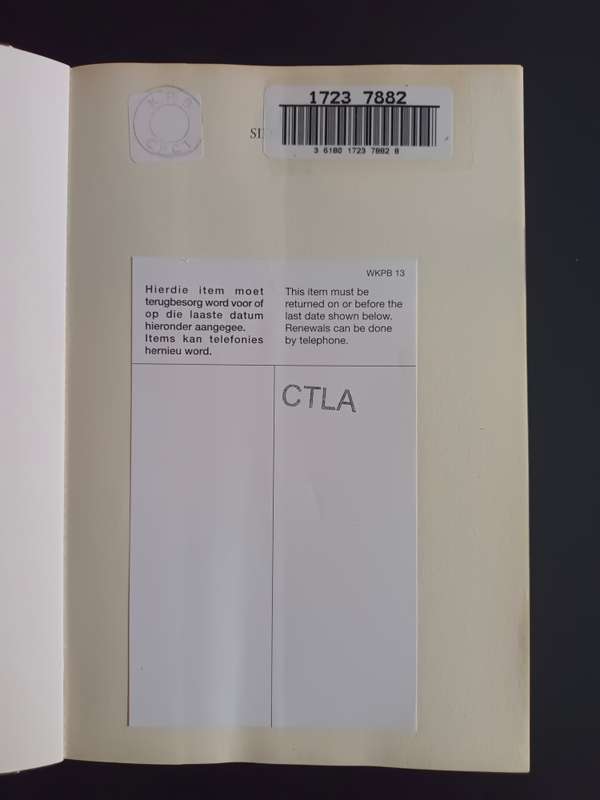 1723 7882
3 6180 1723 7882 8
WKPB 13
Hierdie item moet
terugbesorg word voor of
op die laaste datum
hieronder aangegee.
Items kan telefonies
hernieu word.
This item must be
returned on or before the
last date shown below.
Renewals can be done
by telephone.
CTLA